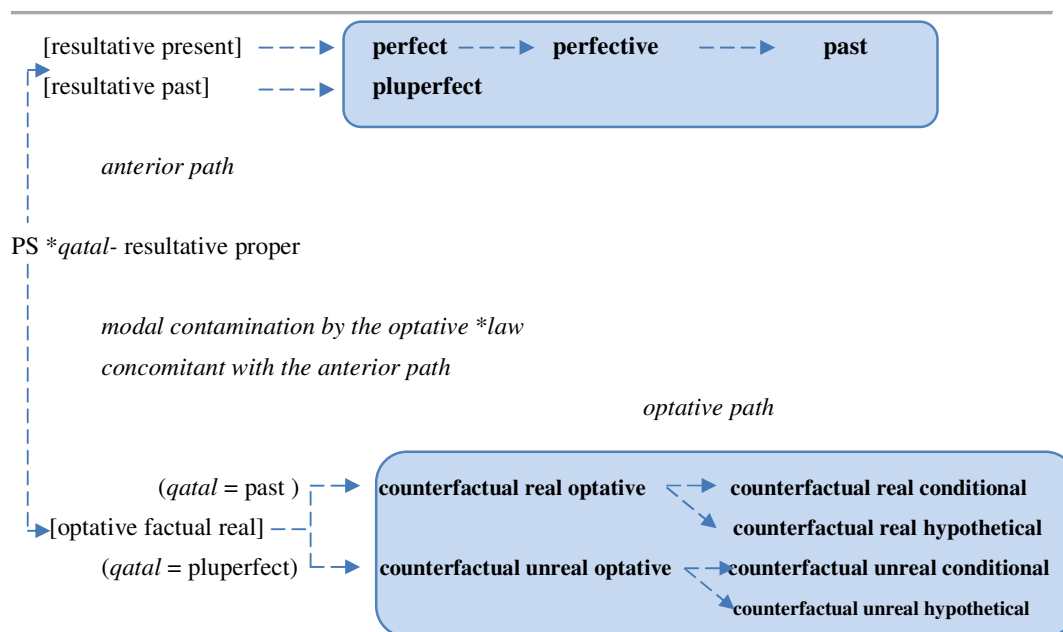 [resultative present] perfect perfective past
[resultative past] pluperfect
anterior path
PS *qatal- resultative proper
modal contamination by the optative *law
concomitant with the anterior path
optative path
(qatal = past ) counterfactual real optative counterfactual real conditional
[optative factual real] counterfactual real hypothetical
(qatal = pluperfect) counterfactual unreal optative counterfactual unreal conditional
counterfactual unreal hypothetical